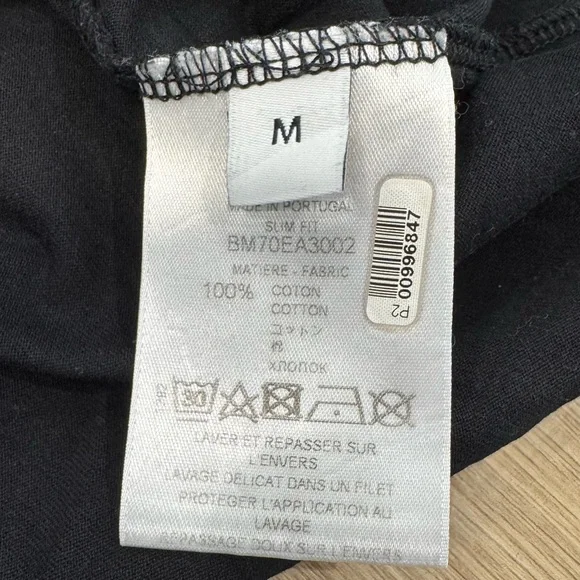 M
MADE IN PORTUGAL
SLIM FIT
BM70EA3002
MATIERE - FABRIC
100% COTON
COTTON
コットン
棉
ХЛОПОК
30
LAVER ET REPASSER SUR
L'ENVERS
LAVAGE DELICAT DANS UN FILET
PROTEGER L'APPLICATION AU
LAVAGE
REPASSAGE DOUX SUR L'ENVERS
P2 00996847